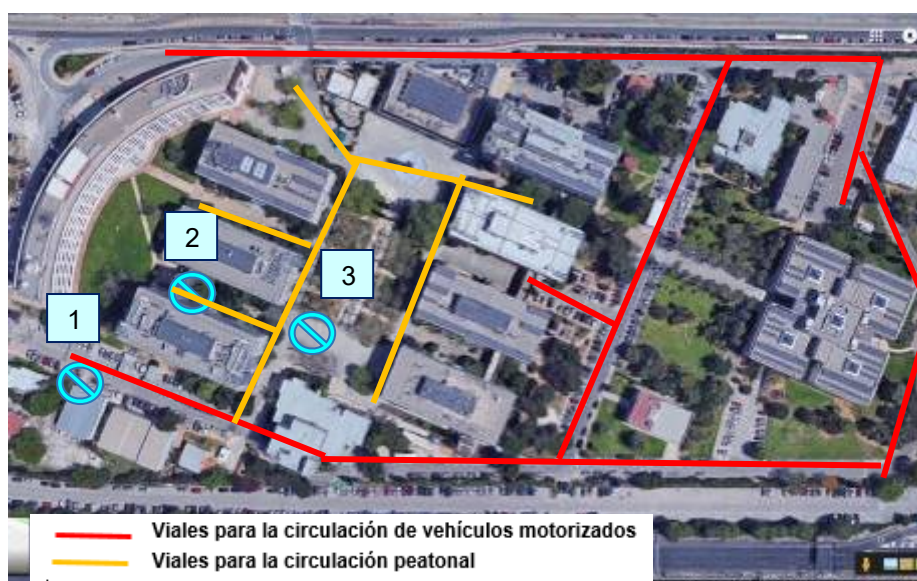 2
3
1
Viales para la circulación de vehículos motorizados
Viales para la circulación peatonal